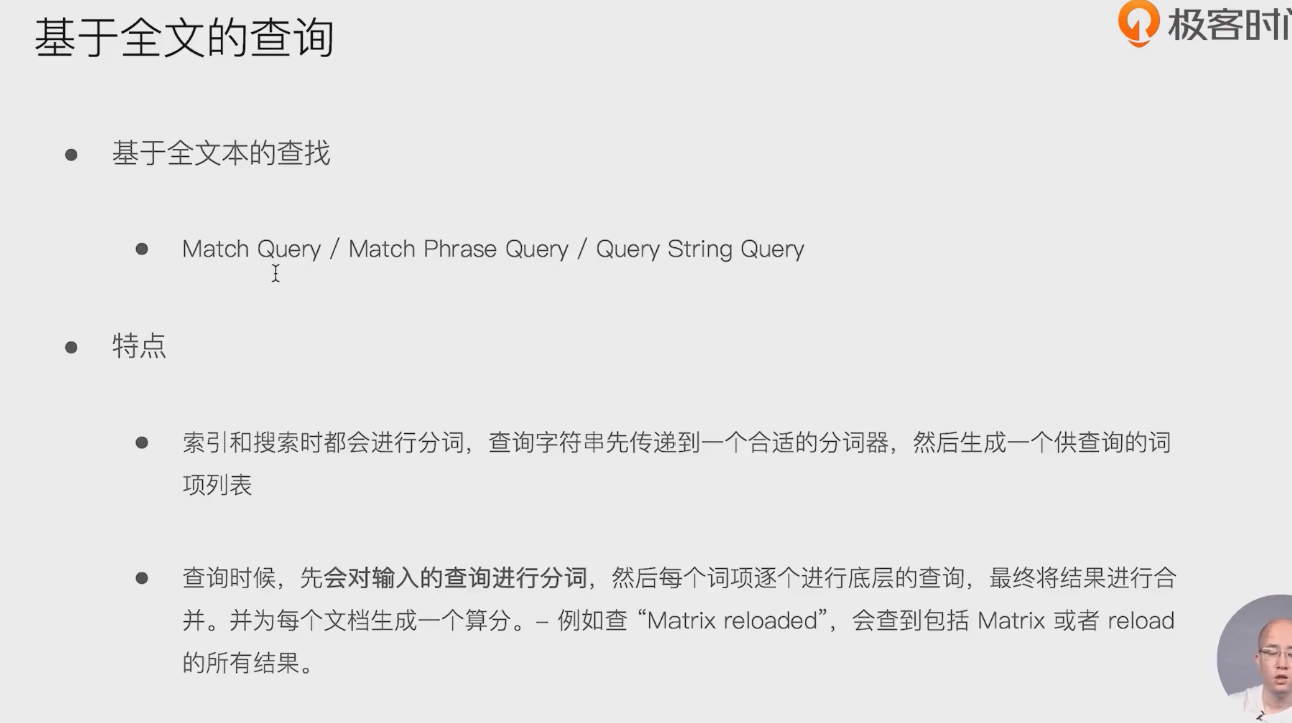 基于全文的查询
极客时间
基于全文本的查找
Match Query / Match Phrase Query / Query String Query
特点
索引和搜索时都会进行分词，查询字符串先传递到一个合适的分词器，然后生成一个供查询的词
项列表
查询时候，先会对输入的查询进行分词，然后每个词项逐个进行底层的查询，最终将结果进行合
并。并为每个文档生成一个算分。– 例如查 “Matrix reloaded”，会查到包括 Matrix 或者 reload
的所有结果。